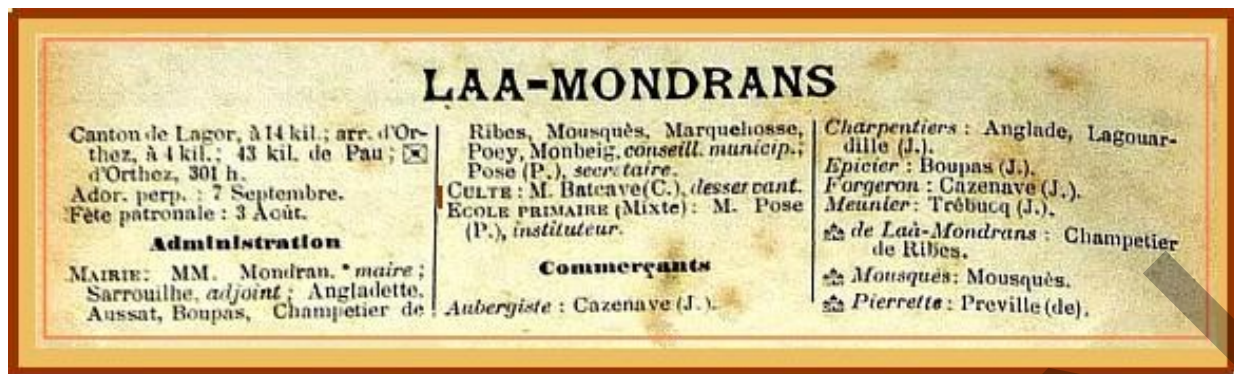 LAA-MONDRANS
Canton de Lagor, à 14 kil.; arr. d'Or-
thez, à 4 kil.; 43 kil. de Pau;
d'Orthez, 301 h.
Ador. perp. : 7 Septembre.
Fête patronale : 3 Août.
Administration
MAIRIE: MM. Mondran. * maire;
Sarrouilhe, adjoint; Angladette,
Aussat, Boupas, Champetier de
Ribes, Mousquès, Marquehosse,
Poey, Monbeig, conseill. municip.;
Pose (P.), secrétaire.
CULTE : M. Batcave (C.), desservant.
ECOLE PRIMAIRE (Mixte): M. Pose
(P.), instituteur.
Commerçants
Aubergiste : Cazenave (J.).
Charpentiers : Anglade, Lagouar-
dille (J.).
Epicier : Boupas (J.).
Forgeron : Cazenave (J.).
Meunier : Trébucq (J.).
de Laà-Mondrans : Champetier
de Ribes.
Mousquès: Mousquès.
Pierrette : Preville (de).